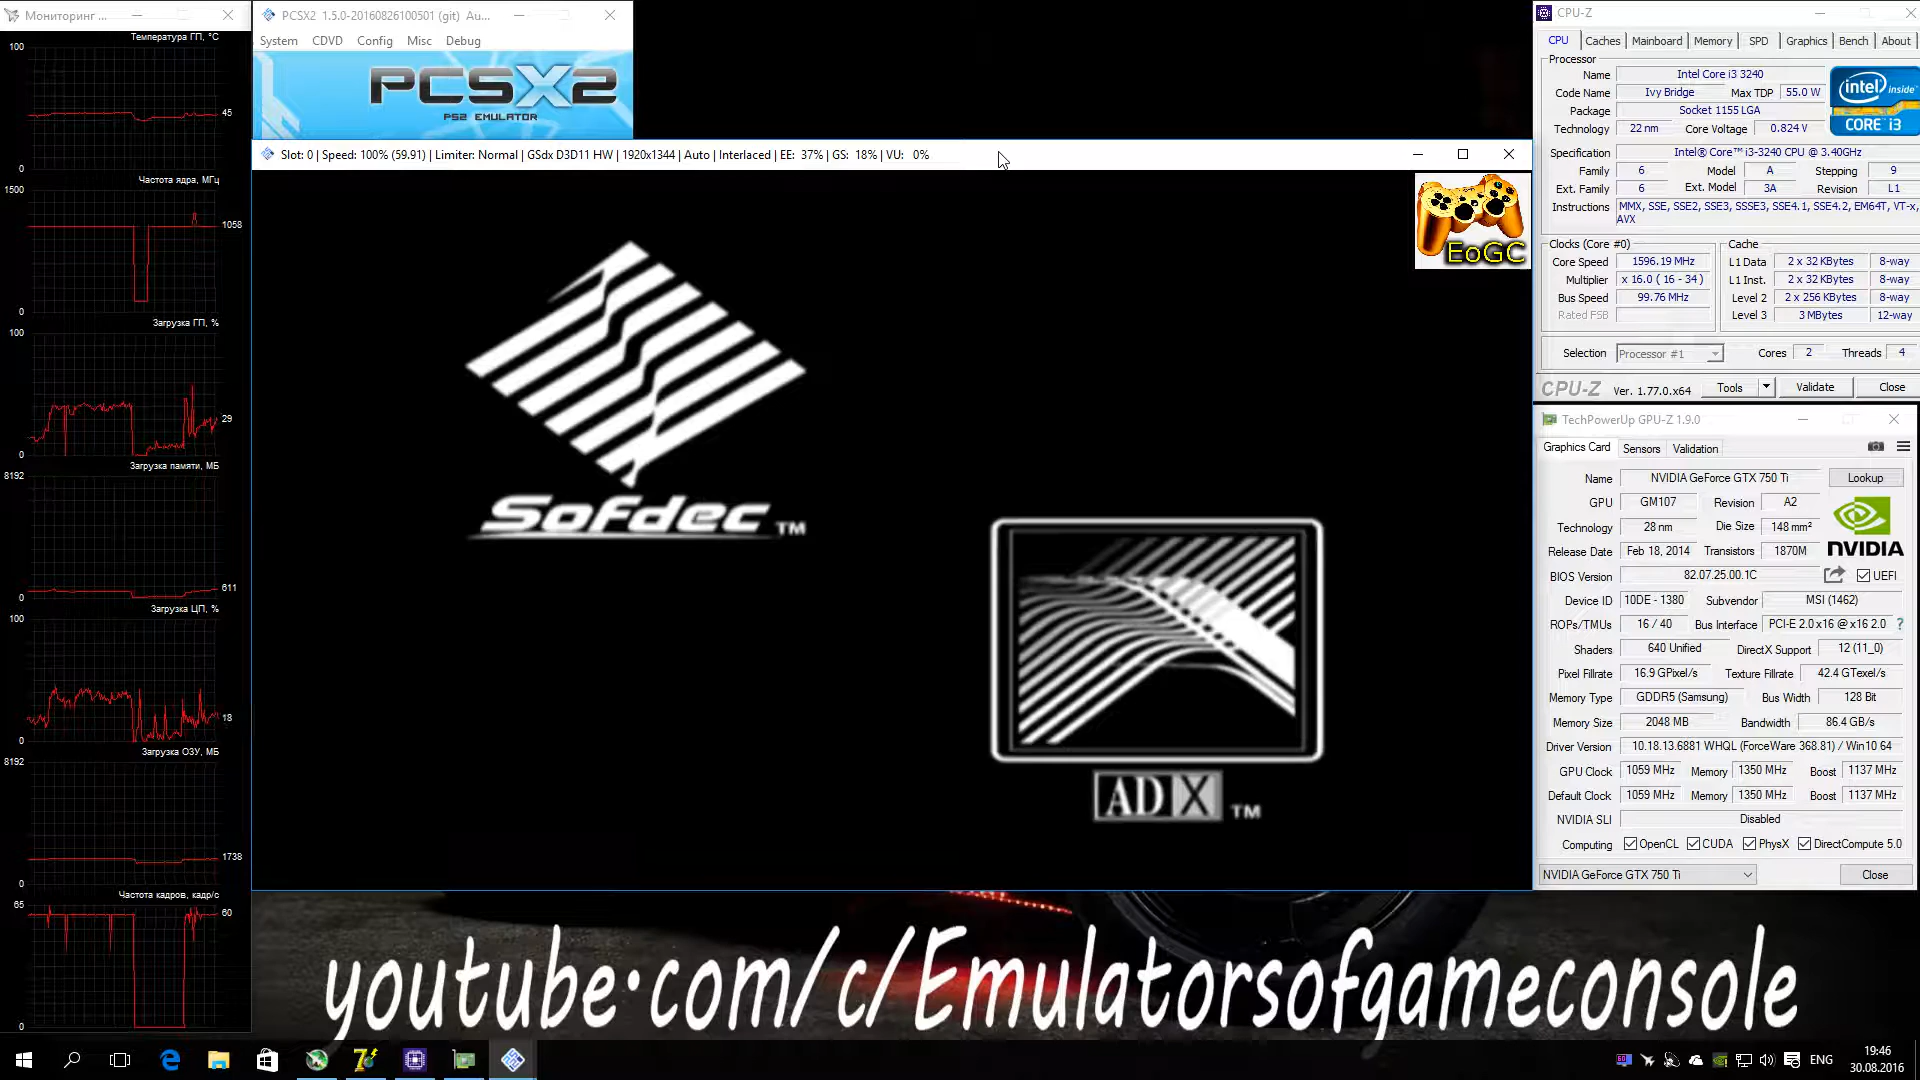 Мониторинг ...
Температура ГП, °C
100
45
0
Частота ядра, МГц
1500
1058
0
Загрузка ГП, %
100
29
0
Загрузка памяти, МБ
8192
611
0
Загрузка ЦП, %
100
18
0
Загрузка ОЗУ, МБ
8192
1738
0
Частота кадров, кадр/с
65
60
0
PCSX2 1.5.0-20160826100501 (git) Au...
System CDVD Config Misc Debug
PCSX2
PS2 EMULATOR
Slot: 0 | Speed: 100% (59.91) | Limiter: Normal | GSdx D3D11 HW | 1920x1344 | Auto | Interlaced | EE: 37% | GS: 18% | VU: 0%
EoGC
Sofdec TM
ADX TM
CPU-Z
CPU Caches Mainboard Memory SPD Graphics Bench About
Processor
Name Intel Core i3 3240
Code Name Ivy Bridge Max TDP 55.0 W
Package Socket 1155 LGA
Technology 22 nm Core Voltage 0.824 V
intel inside
CORE i3
Specification Intel® Core™ i3-3240 CPU @ 3.40GHz
Family 6 Model A Stepping 9
Ext. Family 6 Ext. Model 3A Revision L1
Instructions MMX, SSE, SSE2, SSE3, SSSE3, SSE4.1, SSE4.2, EM64T, VT-x,
AVX
Clocks (Core #0) Cache
Core Speed 1596.19 MHz L1 Data 2 x 32 KBytes 8-way
Multiplier x 16.0 ( 16 - 34 ) L1 Inst. 2 x 32 KBytes 8-way
Bus Speed 99.76 MHz Level 2 2 x 256 KBytes 8-way
Rated FSB Level 3 3 MBytes 12-way
Selection Processor #1 Cores 2 Threads 4
CPU-Z Ver. 1.77.0.x64 Tools Validate Close
TechPowerUp GPU-Z 1.9.0
Graphics Card Sensors Validation
Name NVIDIA GeForce GTX 750 Ti Lookup
GPU GM107 Revision A2
Technology 28 nm Die Size 148 mm²
Release Date Feb 18, 2014 Transistors 1870M
NVIDIA
BIOS Version 82.07.25.00.1C UEFI
Device ID 10DE - 1380 Subvendor MSI (1462)
ROPs/TMUs 16 / 40 Bus Interface PCI-E 2.0 x16 @ x16 2.0 ?
Shaders 640 Unified DirectX Support 12 (11_0)
Pixel Fillrate 16.9 GPixel/s Texture Fillrate 42.4 GTexel/s
Memory Type GDDR5 (Samsung) Bus Width 128 Bit
Memory Size 2048 MB Bandwidth 86.4 GB/s
Driver Version 10.18.13.6881 WHQL (ForceWare 368.81) / Win10 64
GPU Clock 1059 MHz Memory 1350 MHz Boost 1137 MHz
Default Clock 1059 MHz Memory 1350 MHz Boost 1137 MHz
NVIDIA SLI Disabled
Computing OpenCL CUDA PhysX DirectCompute 5.0
NVIDIA GeForce GTX 750 Ti Close
youtube.com/c/Emulatorsofgameconsole
ENG
19:46
30.08.2016